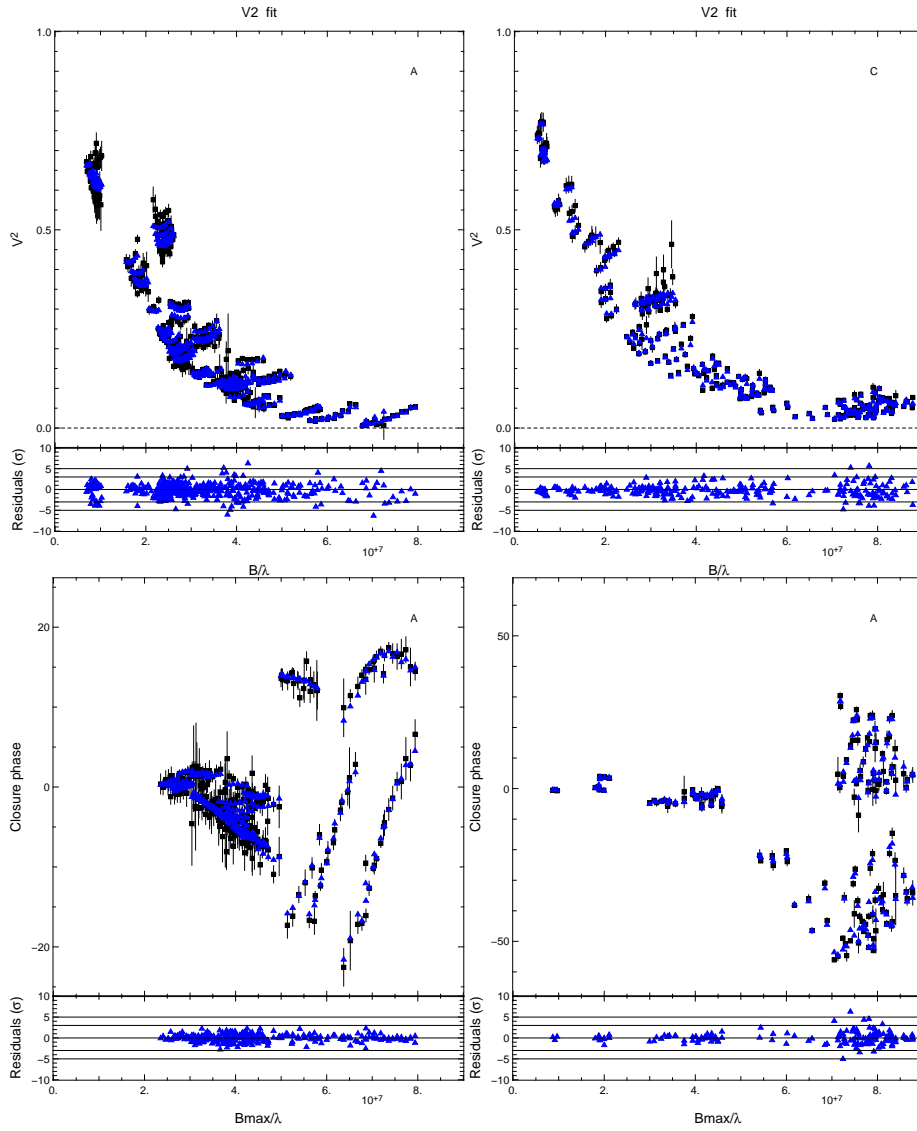 V2 fit
V2 fit
1.0
0.5
0.0
V²
A
10
5
0
−5
−10
Residuals (σ)
0. 2. 4. 6. 8.
10⁺⁷
B/λ
1.0
0.5
0.0
V²
C
10
5
0
−5
−10
Residuals (σ)
0. 2. 4. 6. 8.
10⁺⁷
B/λ
20
0
−20
Closure phase
A
10
5
0
−5
−10
Residuals (σ)
0. 2. 4. 6. 8.
10⁺⁷
Bmax/λ
50
0
−50
Closure phase
A
10
5
0
−5
−10
Residuals (σ)
0. 2. 4. 6. 8.
10⁺⁷
Bmax/λ